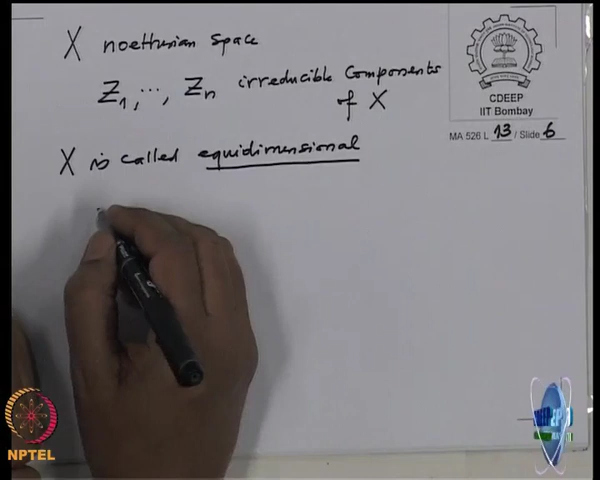 X noetherian space
Z1, ..., Zn irreducible components
of X
X is called equidimensional
CDEEP
IIT Bombay
MA 526 L 13 / Slide 6
NPTEL